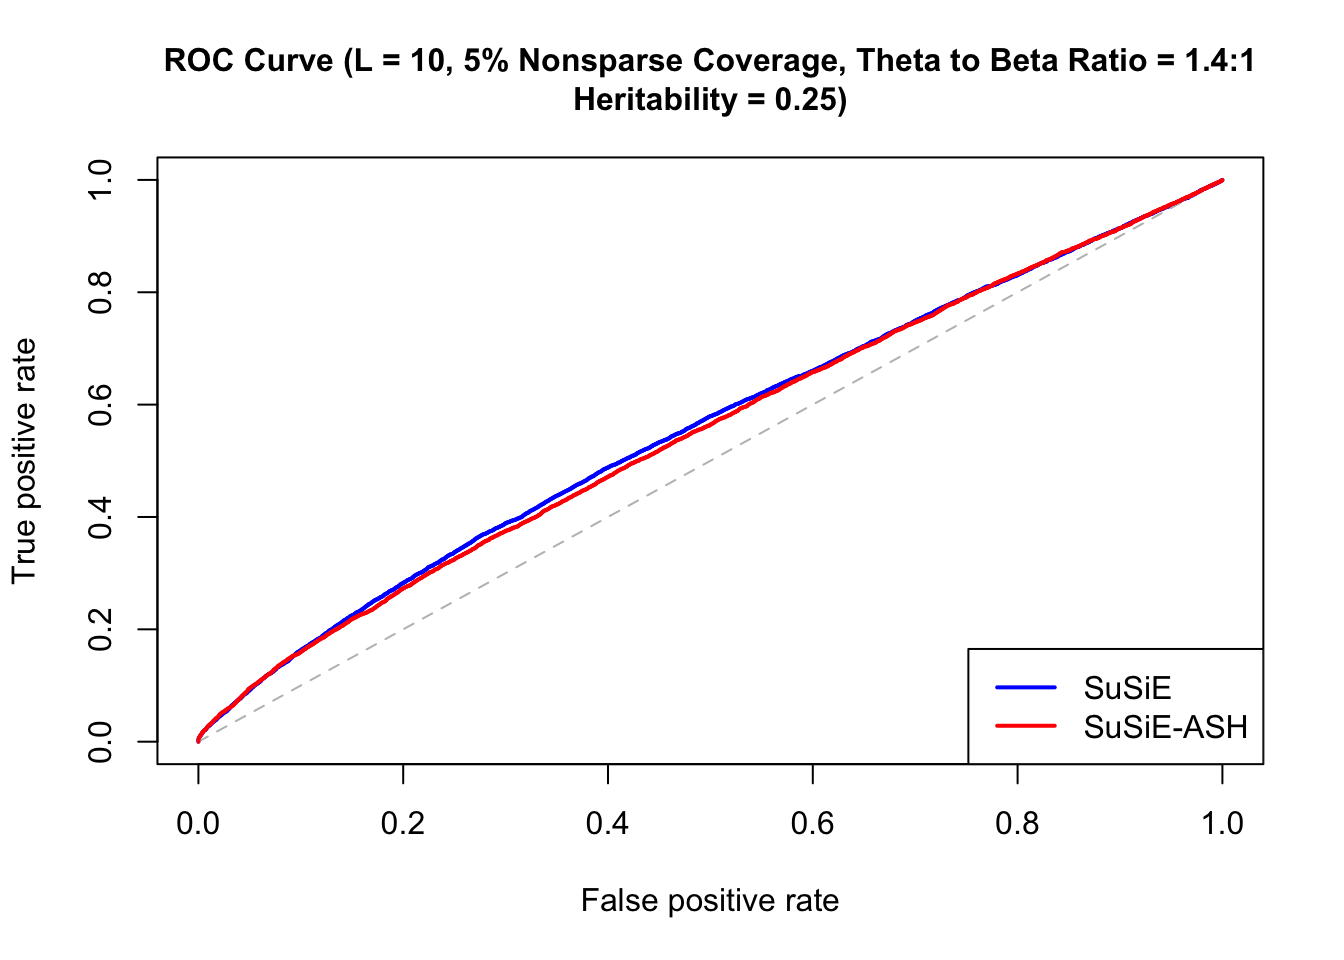 ROC Curve (L = 10, 5% Nonsparse Coverage, Theta to Beta Ratio = 1.4:1
Heritability = 0.25)
True positive rate
1.0
0.8
0.6
0.4
0.2
0.0
0.0 0.2 0.4 0.6 0.8 1.0
False positive rate
SuSiE
SuSiE-ASH